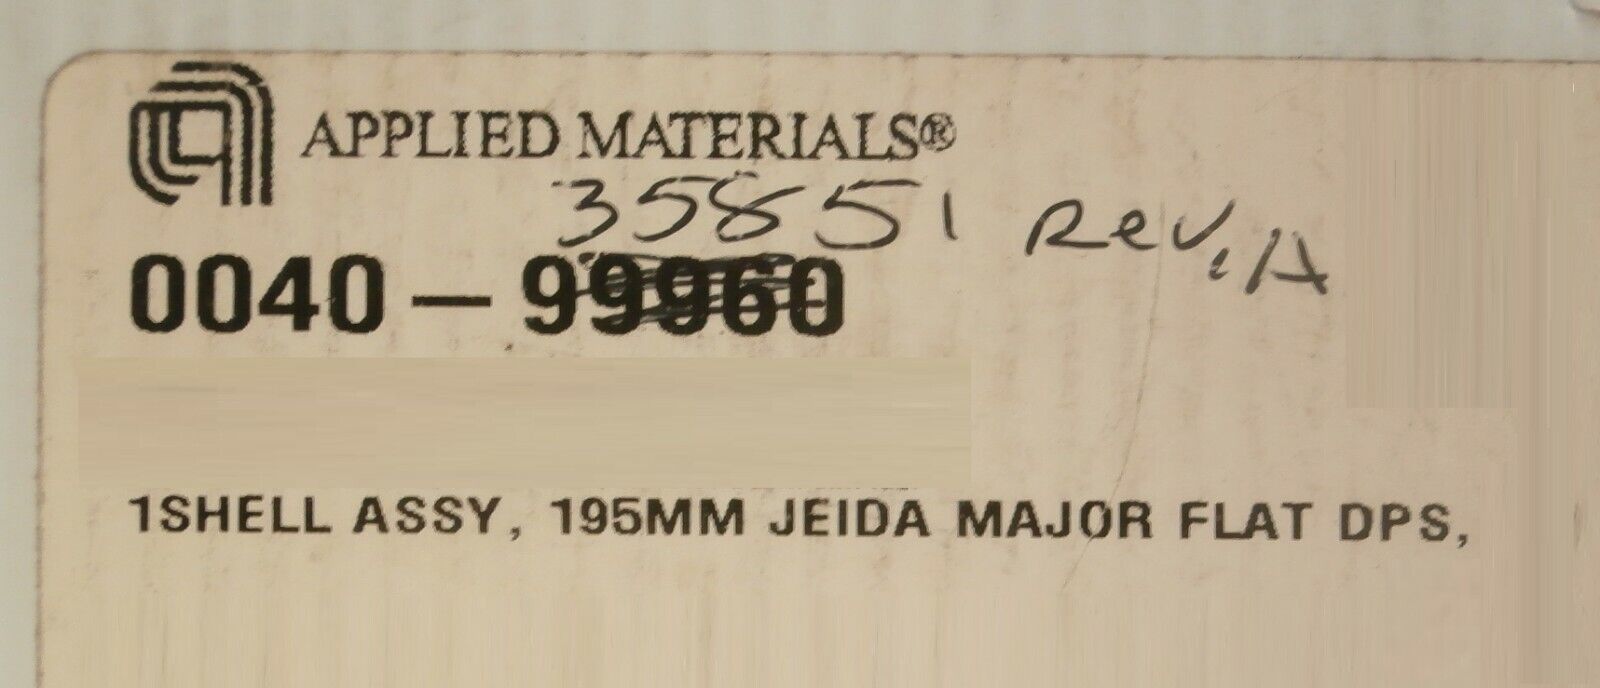 APPLIED MATERIALS®
35851 Rev. A
0040-99960
1SHELL ASSY, 195MM JEIDA MAJOR FLAT DPS,